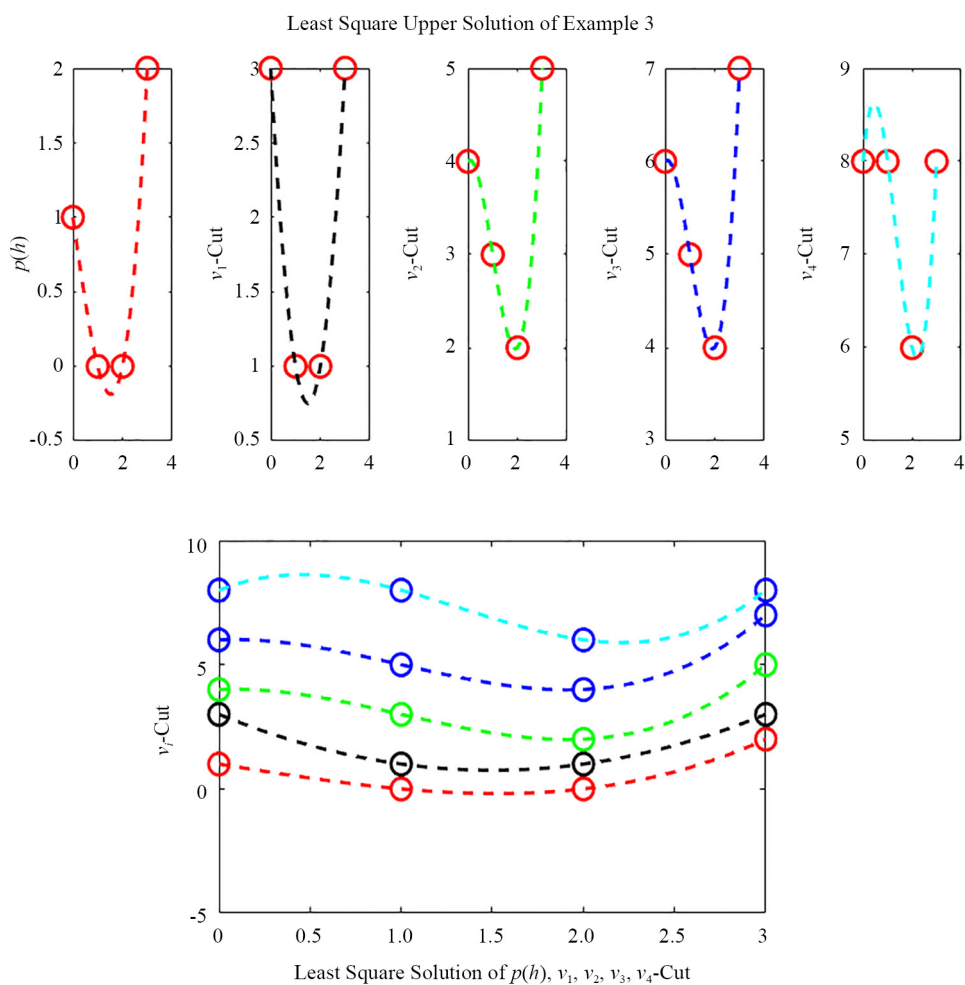 Least Square Upper Solution of Example 3
2
1.5
1
0.5
0
-0.5
p(h)
0 2 4
3
2.5
2
1.5
1
0.5
v₁-Cut
0 2 4
5
4
3
2
1
v₂-Cut
0 2 4
7
6
5
4
3
v₃-Cut
0 2 4
9
8
7
6
5
v₄-Cut
0 2 4
10
5
0
-5
vᵢ-Cut
0 0.5 1.0 1.5 2.0 2.5 3
Least Square Solution of p(h), v₁, v₂, v₃, v₄-Cut